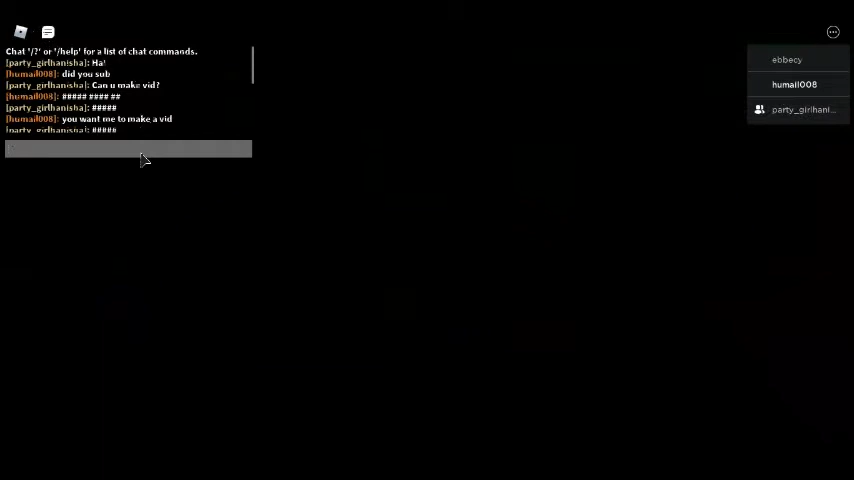 Chat '/?' or '/help' for a list of chat commands.
[party_girlhanisha]: Ha!
[humail008]: did you sub
[party_girlhanisha]: Can u make vid?
[humail008]: ##### #### ##
[party_girlhanisha]: #####
[humail008]: you want me to make a vid
[party_girlhanisha]: #####
ebbecy
humail008
party_girlhani...